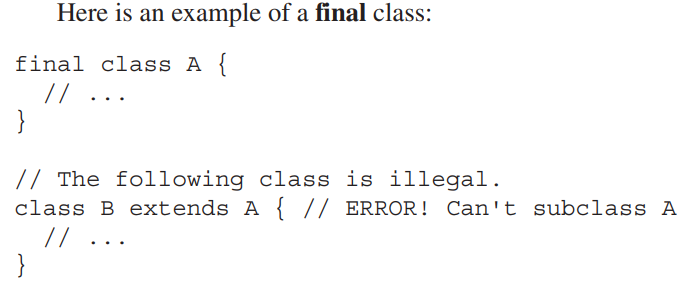 Here is an example of a final class:
final class A {
  // ...
}
// The following class is illegal.
class B extends A { // ERROR! Can't subclass A
  // ...
}